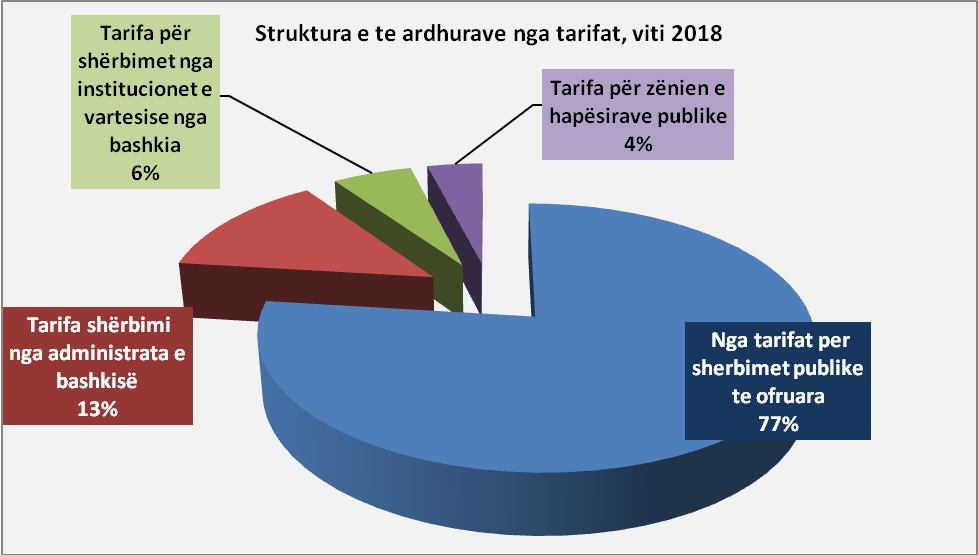 Struktura e te ardhurave nga tarifat, viti 2018
Tarifa për
shërbimet nga
institucionet e
vartesise nga
bashkia
6%
Tarifa për zënien e
hapësirave publike
4%
Tarifa shërbimi
nga administrata e
bashkisë
13%
Nga tarifat per
sherbimet publike
te ofruara
77%